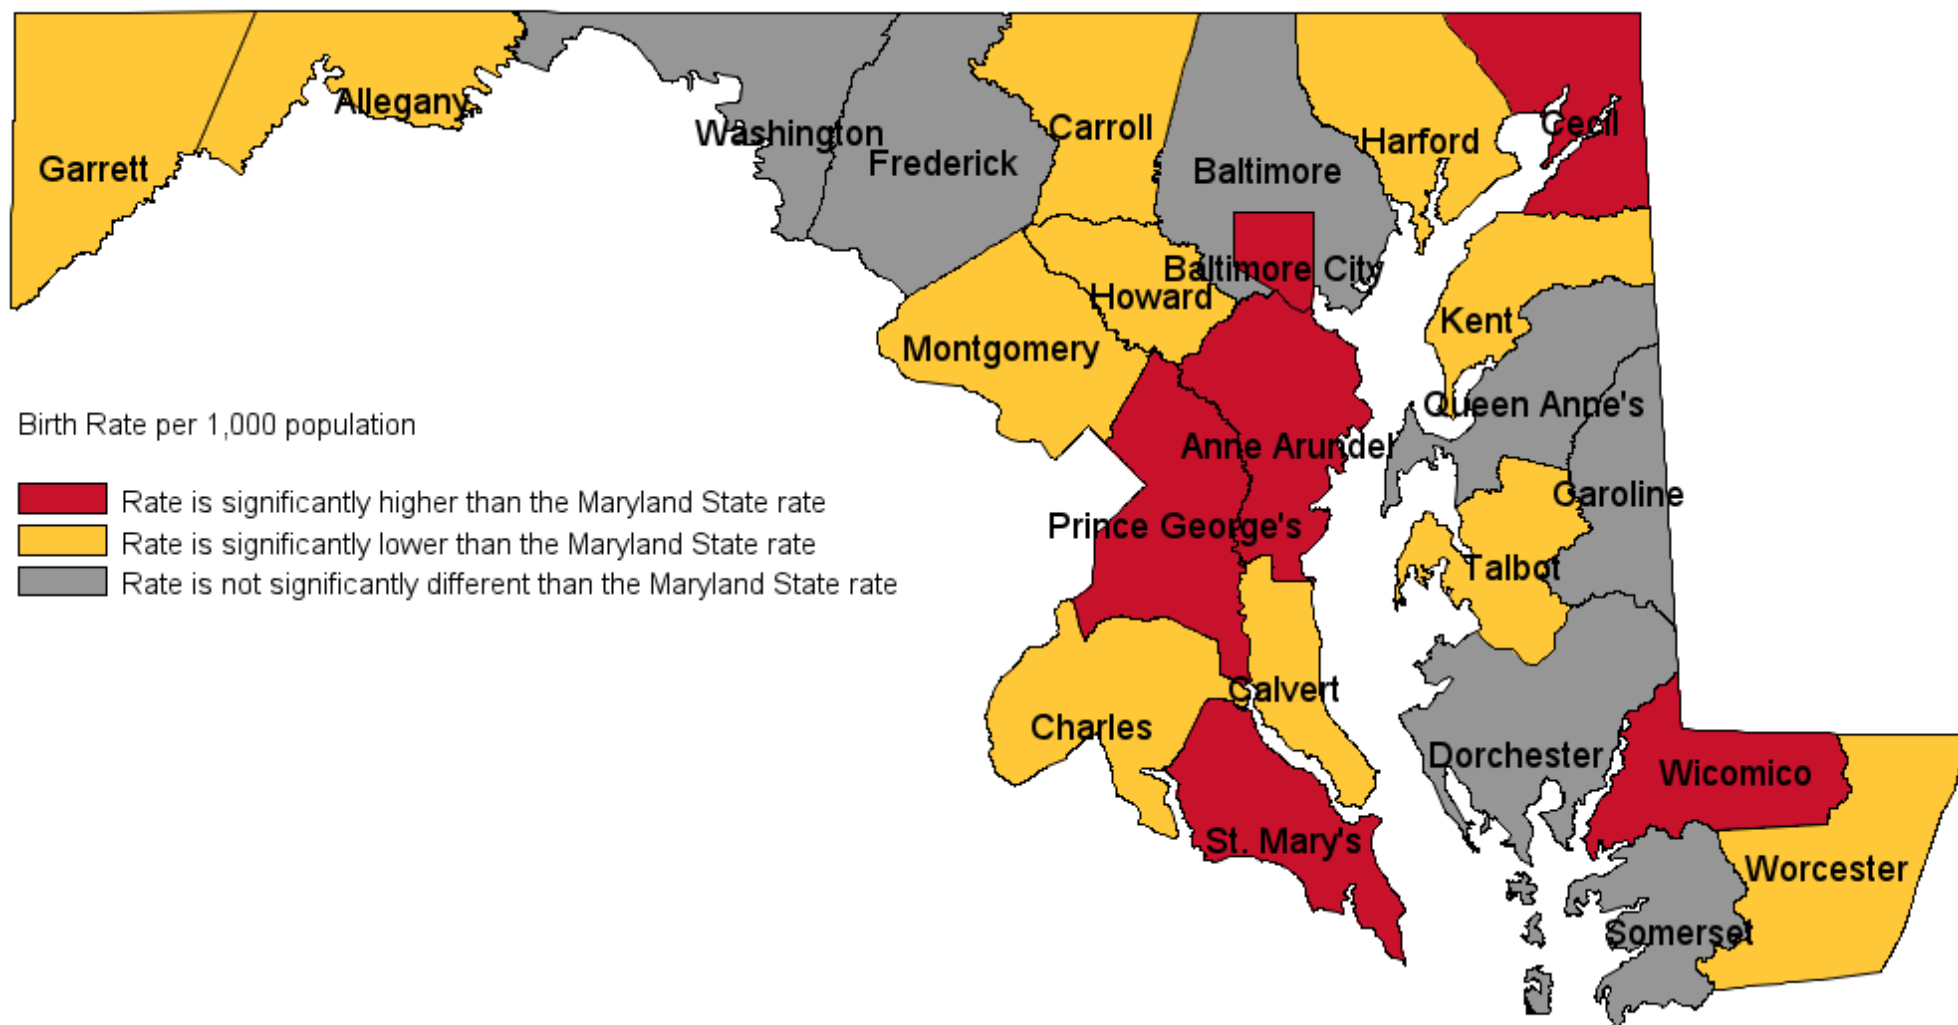 Allegany
Washington
Carroll
Harford
Cecil
Garrett
Frederick
Baltimore
Baltimore City
Howard
Kent
Montgomery
Queen Anne's
Birth Rate per 1,000 population
Anne Arundel
Rate is significantly higher than the Maryland State rate
Caroline
Prince George's
Rate is significantly lower than the Maryland State rate
Talbot
Rate is not significantly different than the Maryland State rate
Calvert
Charles
Dorchester
Wicomico
St. Mary's
Worcester
Somerset